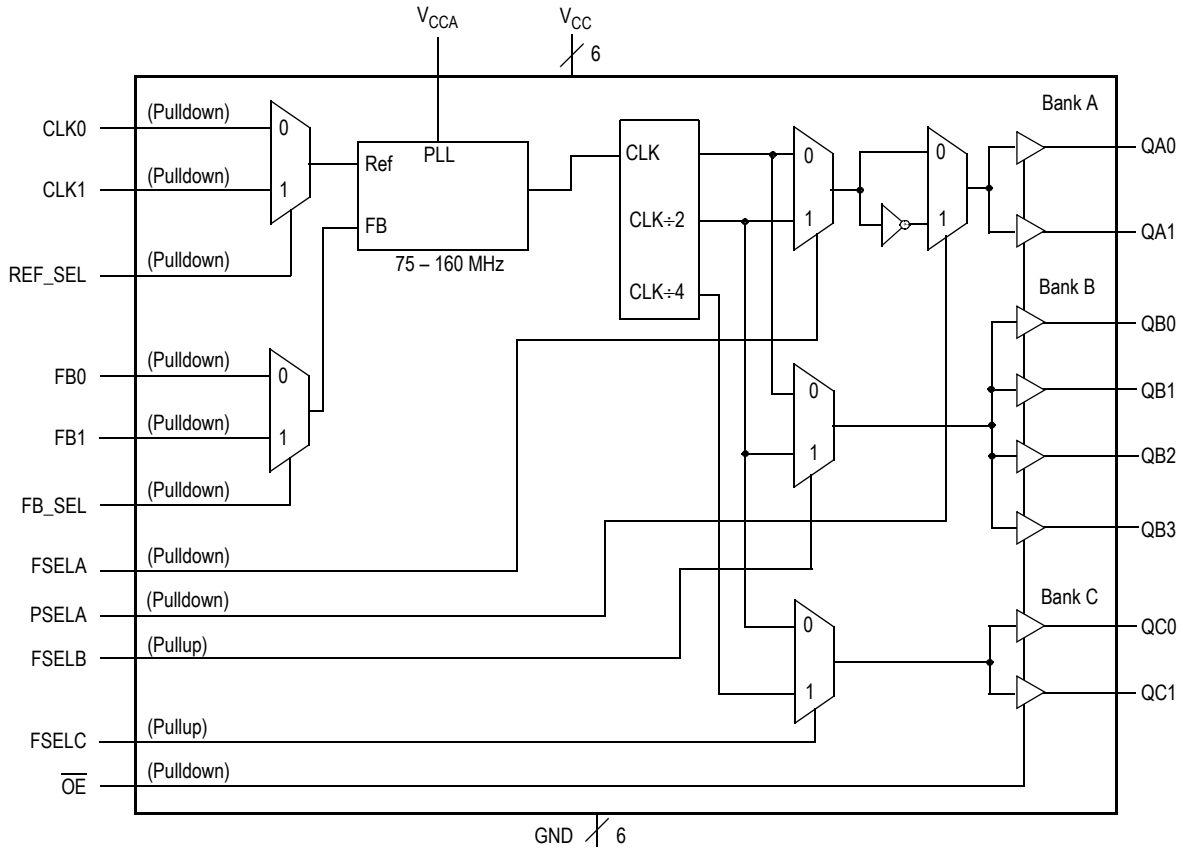 V_CCA
V_CC
6
Bank A
CLK0
(Pulldown)
0
QA0
CLK1
(Pulldown)
1
Ref
PLL
FB
75 – 160 MHz
CLK
CLK÷2
CLK÷4
0
1
0
1
QA1
REF_SEL
(Pulldown)
Bank B
QB0
FB0
(Pulldown)
0
QB1
FB1
(Pulldown)
1
0
1
QB2
FB_SEL
(Pulldown)
QB3
FSELA
(Pulldown)
Bank C
PSELA
(Pulldown)
0
1
QC0
FSELB
(Pullup)
QC1
FSELC
(Pullup)
OE
(Pulldown)
GND
6